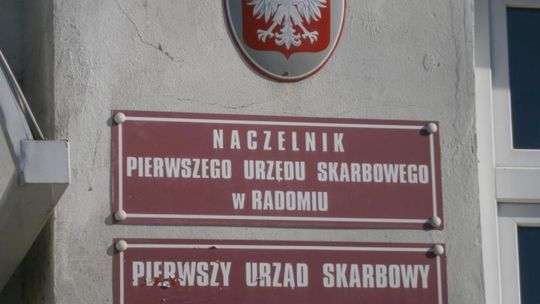 NACZELNIK
PIERWSZEGO URZĘDU SKARBOWEGO
w RADOMIU
PIERWSZY URZĄD SKARBOWY